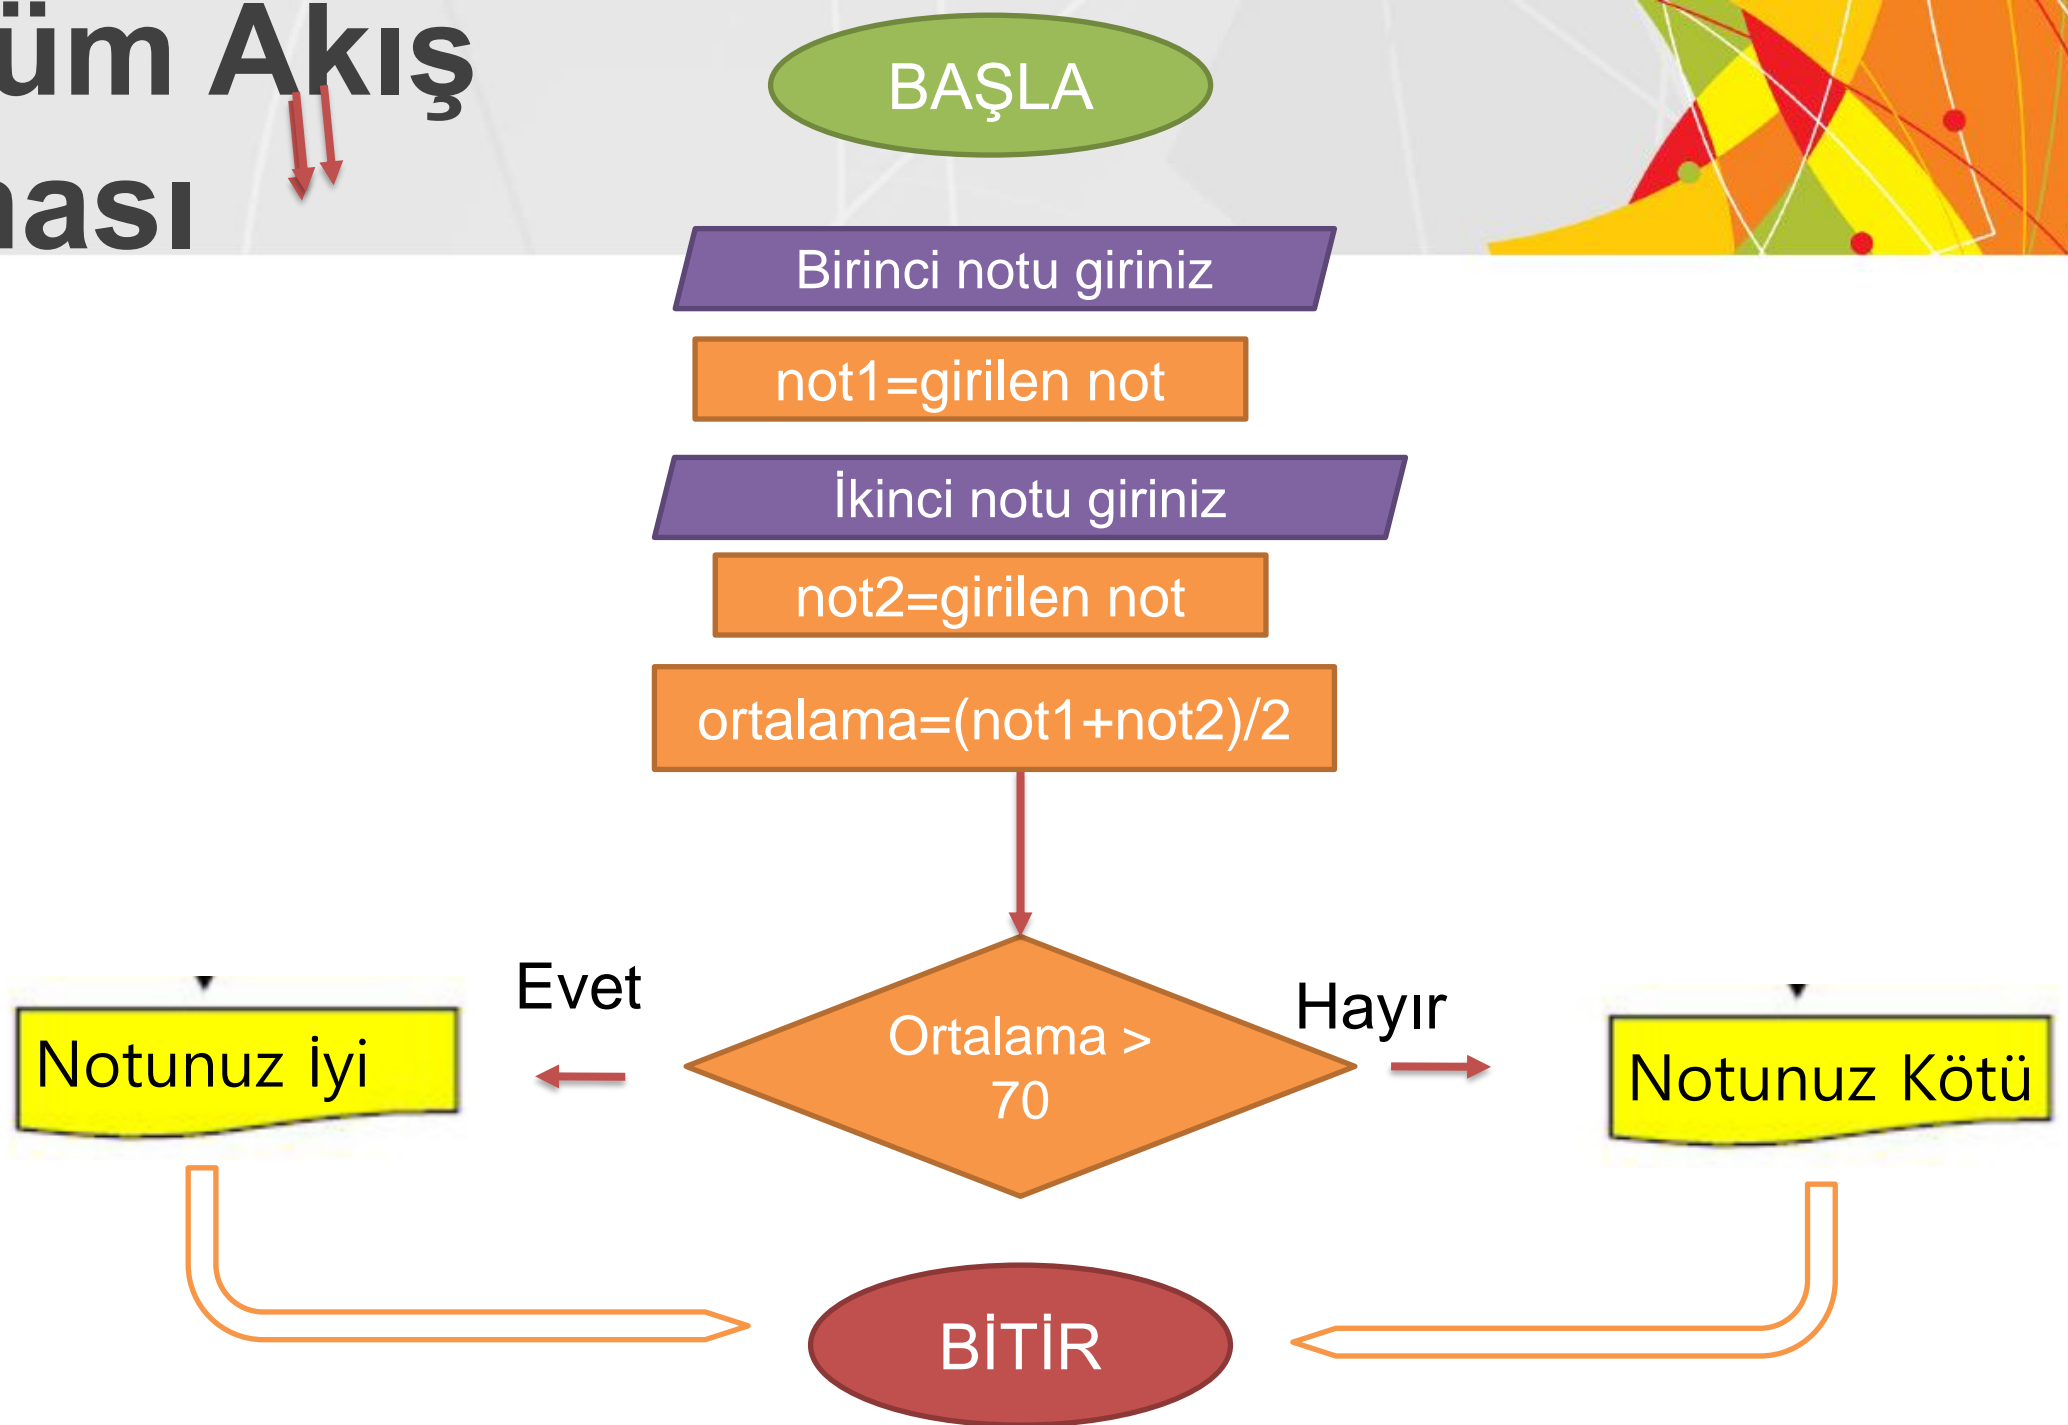 üm Akış
ması
BAŞLA
Birinci notu giriniz
not1=girilen not
İkinci notu giriniz
not2=girilen not
ortalama=(not1+not2)/2
Evet
Hayır
Ortalama >
70
Notunuz İyi
Notunuz Kötü
BİTİR